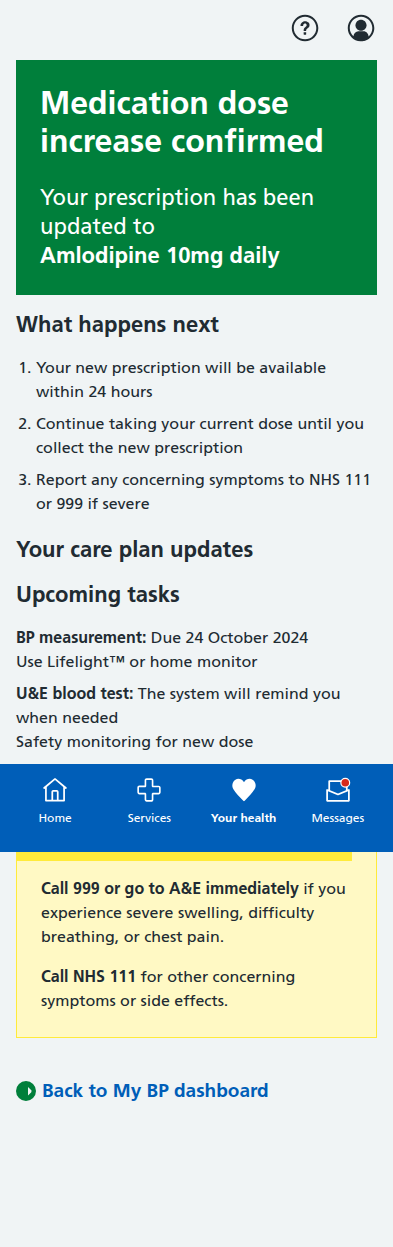 Medication dose
increase confirmed
Your prescription has been
updated to
Amlodipine 10mg daily
What happens next
1. Your new prescription will be available
within 24 hours
2. Continue taking your current dose until you
collect the new prescription
3. Report any concerning symptoms to NHS 111
or 999 if severe
Your care plan updates
Upcoming tasks
BP measurement: Due 24 October 2024
Use Lifelight™ or home monitor
U&E blood test: The system will remind you
when needed
Safety monitoring for new dose
Home Services Your health Messages
Call 999 or go to A&E immediately if you
experience severe swelling, difficulty
breathing, or chest pain.
Call NHS 111 for other concerning
symptoms or side effects.
Back to My BP dashboard